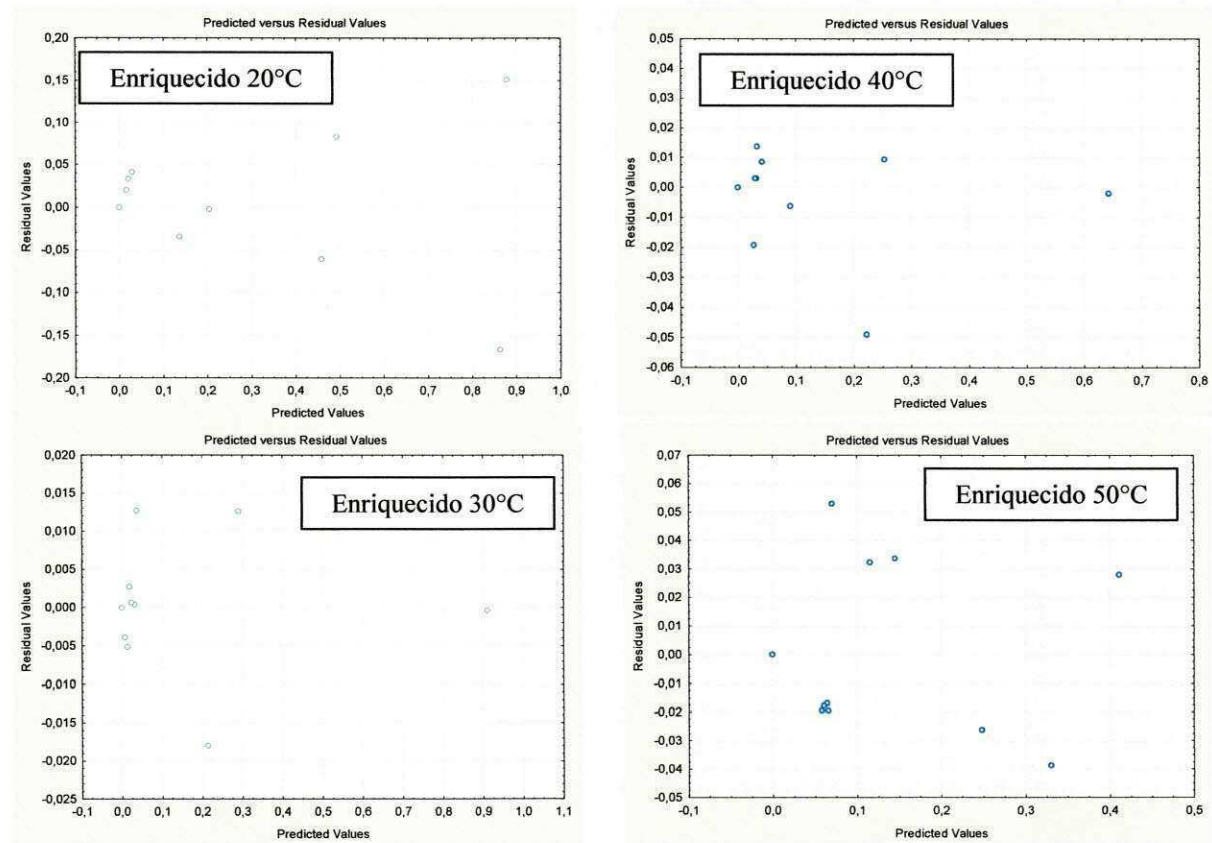 Predicted versus Residual Values
0,20
0,15
0,10
0,05
0,00
-0,05
-0,10
-0,15
-0,20
Residual Values
Enriquecido 20°C
-0,1 0,0 0,1 0,2 0,3 0,4 0,5 0,6 0,7 0,8 0,9 1,0
Predicted Values
Predicted versus Residual Values
0,05
0,04
0,03
0,02
0,01
0,00
-0,01
-0,02
-0,03
-0,04
-0,05
-0,06
Residual Values
Enriquecido 40°C
-0,1 0,0 0,1 0,2 0,3 0,4 0,5 0,6 0,7 0,8
Predicted Values
Predicted versus Residual Values
0,020
0,015
0,010
0,005
0,000
-0,005
-0,010
-0,015
-0,020
-0,025
Residual Values
Enriquecido 30°C
-0,1 0,0 0,1 0,2 0,3 0,4 0,5 0,6 0,7 0,8 0,9 1,0 1,1
Predicted Values
Predicted versus Residual Values
0,07
0,06
0,05
0,04
0,03
0,02
0,01
0,00
-0,01
-0,02
-0,03
-0,04
-0,05
Residual Values
Enriquecido 50°C
-0,1 0,0 0,1 0,2 0,3 0,4 0,5
Predicted Values